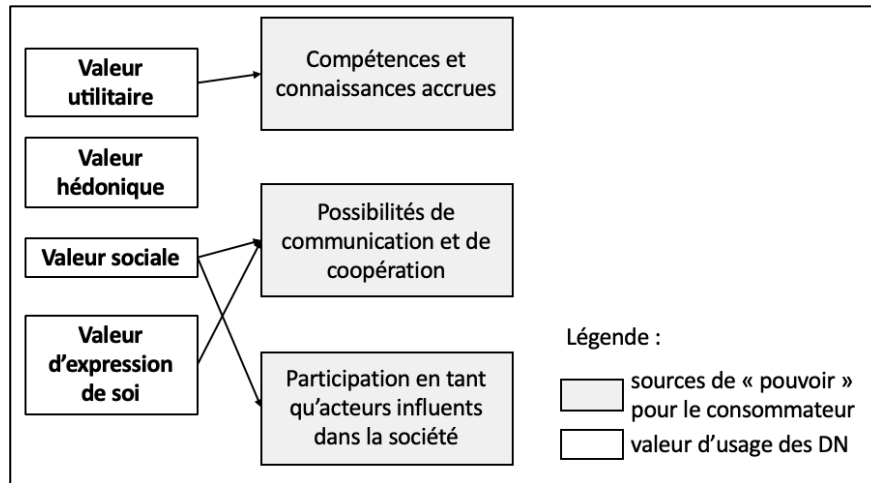 Valeur
utilitaire
Compétences et
connaissances accrues
Valeur
hédonique
Valeur sociale
Possibilités de
communication et de
coopération
Valeur
d’expression
de soi
Participation en tant
qu’acteurs influents
dans la société
Légende :
sources de « pouvoir »
pour le consommateur
valeur d’usage des DN